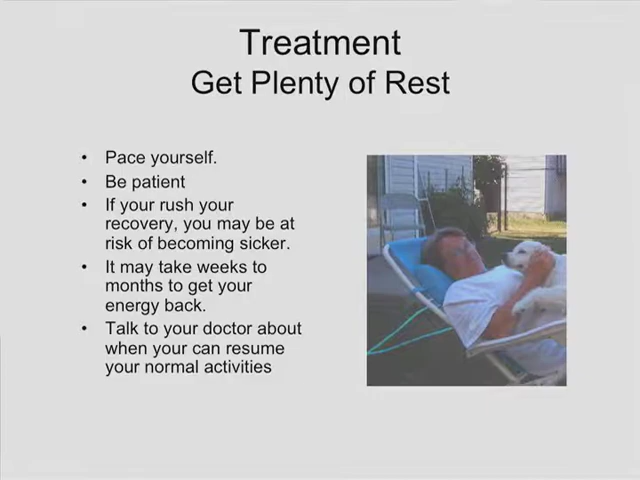 Treatment
Get Plenty of Rest
• Pace yourself.
• Be patient
• If your rush your
recovery, you may be at
risk of becoming sicker.
• It may take weeks to
months to get your
energy back.
• Talk to your doctor about
when your can resume
your normal activities